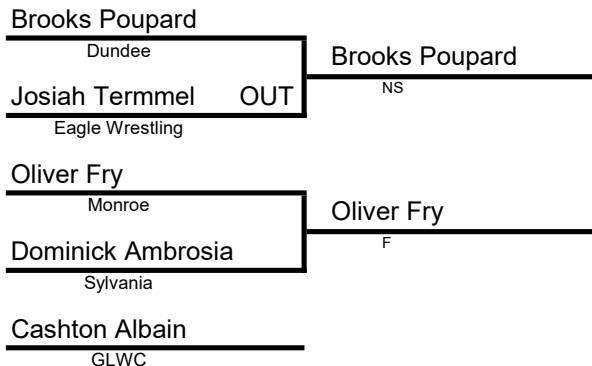 Brooks Poupard
Dundee
Brooks Poupard
NS
Josiah Termmel OUT
Eagle Wrestling
Oliver Fry
Monroe
Oliver Fry
F
Dominick Ambrosia
Sylvania
Cashton Albain
GLWC